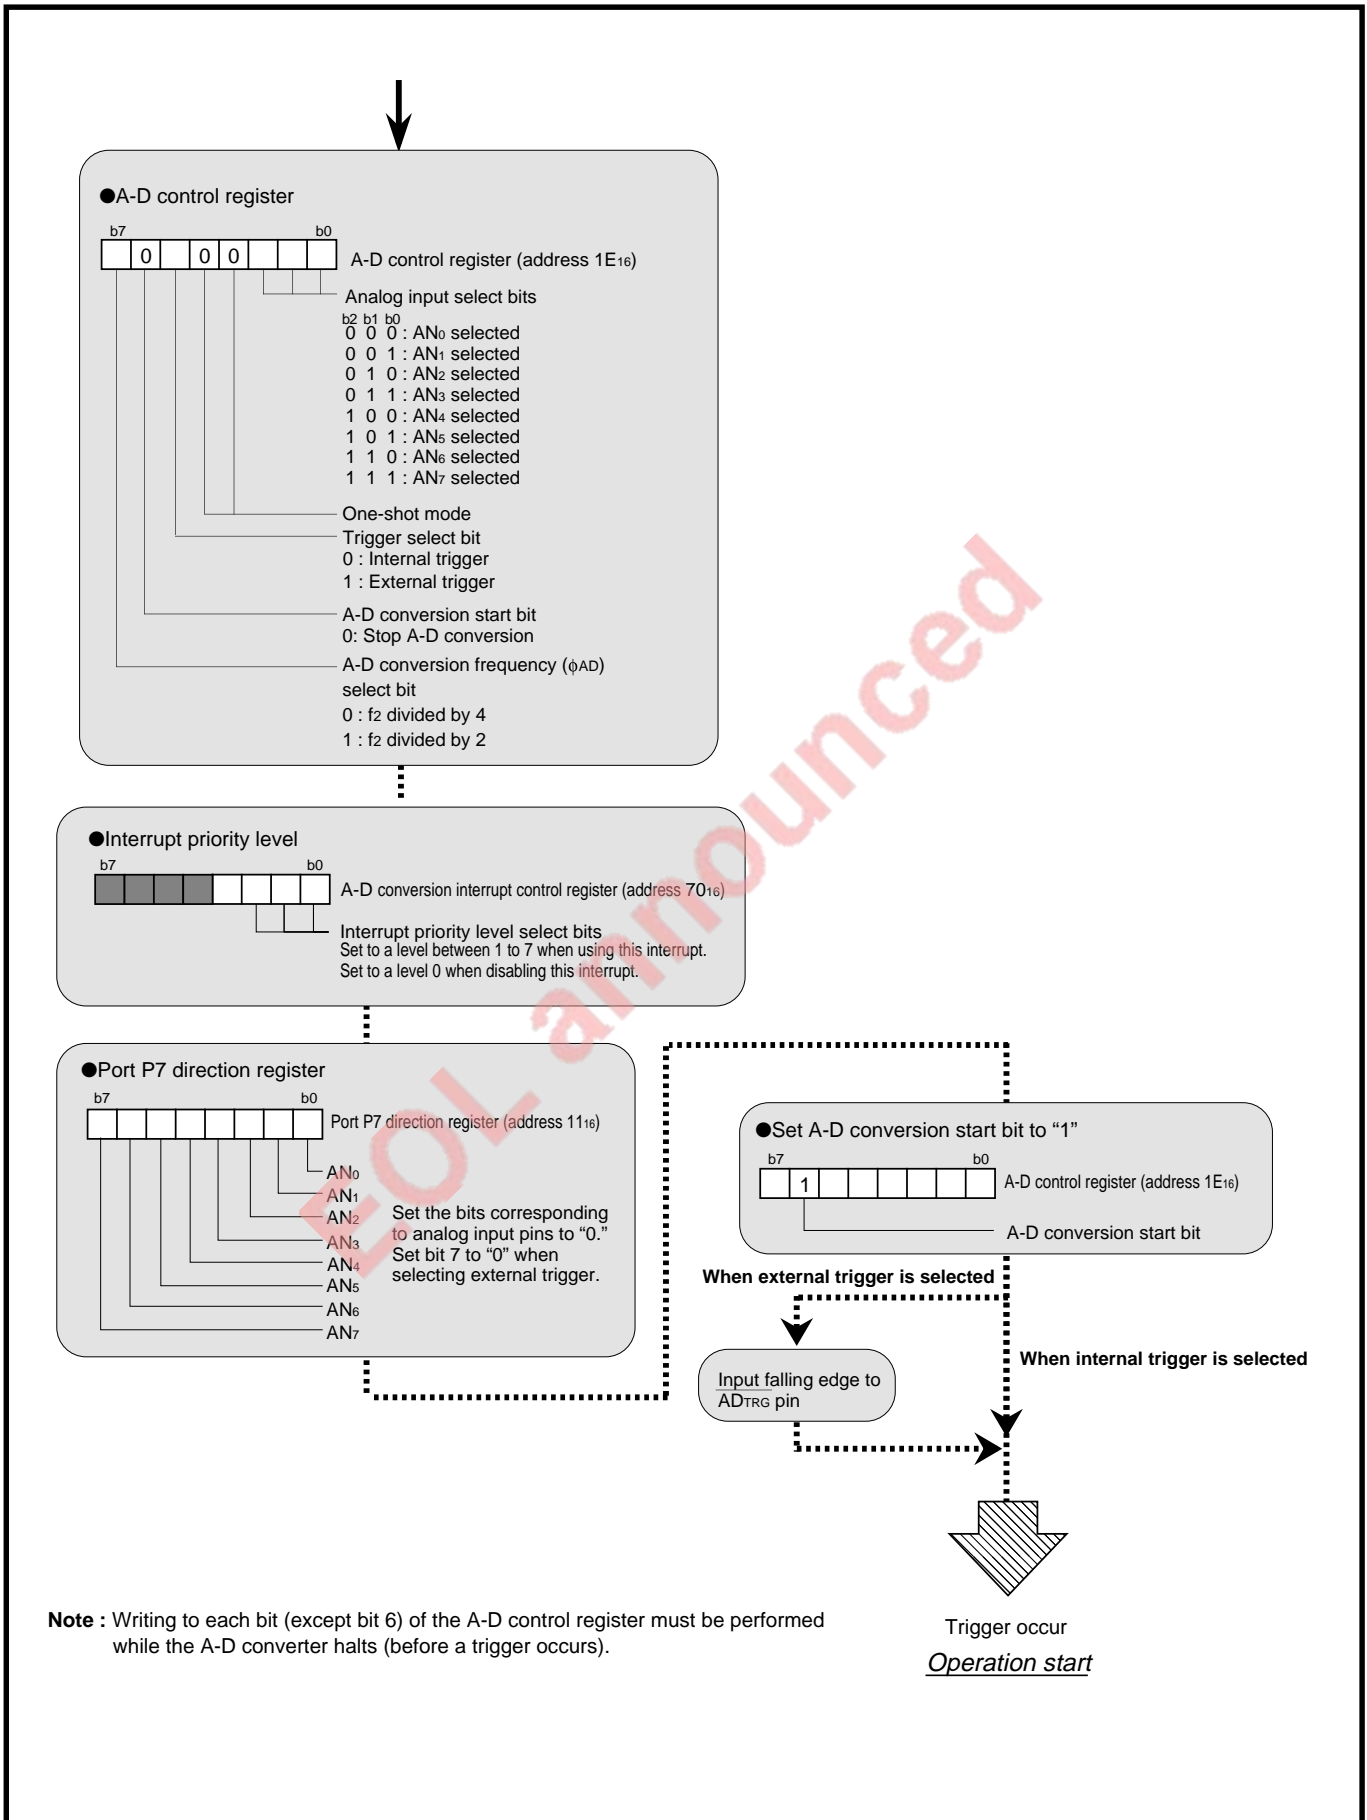 ●A-D control register
b7 b0
0 0 0
A-D control register (address 1E16)
Analog input select bits
b2 b1 b0
0 0 0 : AN0 selected
0 0 1 : AN1 selected
0 1 0 : AN2 selected
0 1 1 : AN3 selected
1 0 0 : AN4 selected
1 0 1 : AN5 selected
1 1 0 : AN6 selected
1 1 1 : AN7 selected
One-shot mode
Trigger select bit
0 : Internal trigger
1 : External trigger
A-D conversion start bit
0: Stop A-D conversion
A-D conversion frequency (ϕAD)
select bit
0 : f2 divided by 4
1 : f2 divided by 2
●Interrupt priority level
b7 b0
A-D conversion interrupt control register (address 7016)
Interrupt priority level select bits
Set to a level between 1 to 7 when using this interrupt.
Set to a level 0 when disabling this interrupt.
●Port P7 direction register
b7 b0
Port P7 direction register (address 1116)
AN0
AN1
AN2
AN3
AN4
AN5
AN6
AN7
Set the bits corresponding
to analog input pins to “0.”
Set bit 7 to “0” when
selecting external trigger.
●Set A-D conversion start bit to “1”
b7 b0
1
A-D control register (address 1E16)
A-D conversion start bit
When external trigger is selected
When internal trigger is selected
Input falling edge to
ADTRG pin
Trigger occur
Operation start
Note : Writing to each bit (except bit 6) of the A-D control register must be performed
while the A-D converter halts (before a trigger occurs).
EOL announced